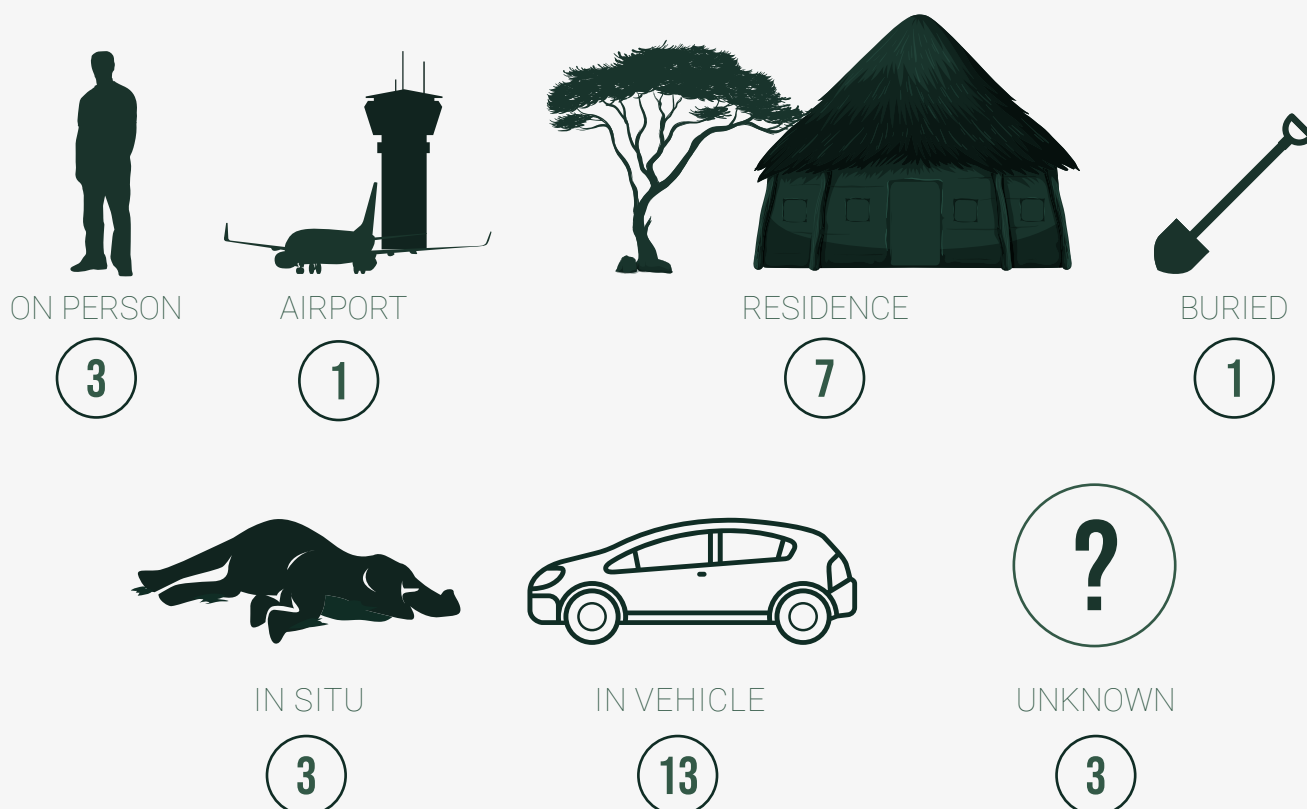 ON PERSON
3
AIRPORT
1
RESIDENCE
7
BURIED
1
?
IN SITU
3
IN VEHICLE
13
UNKNOWN
3